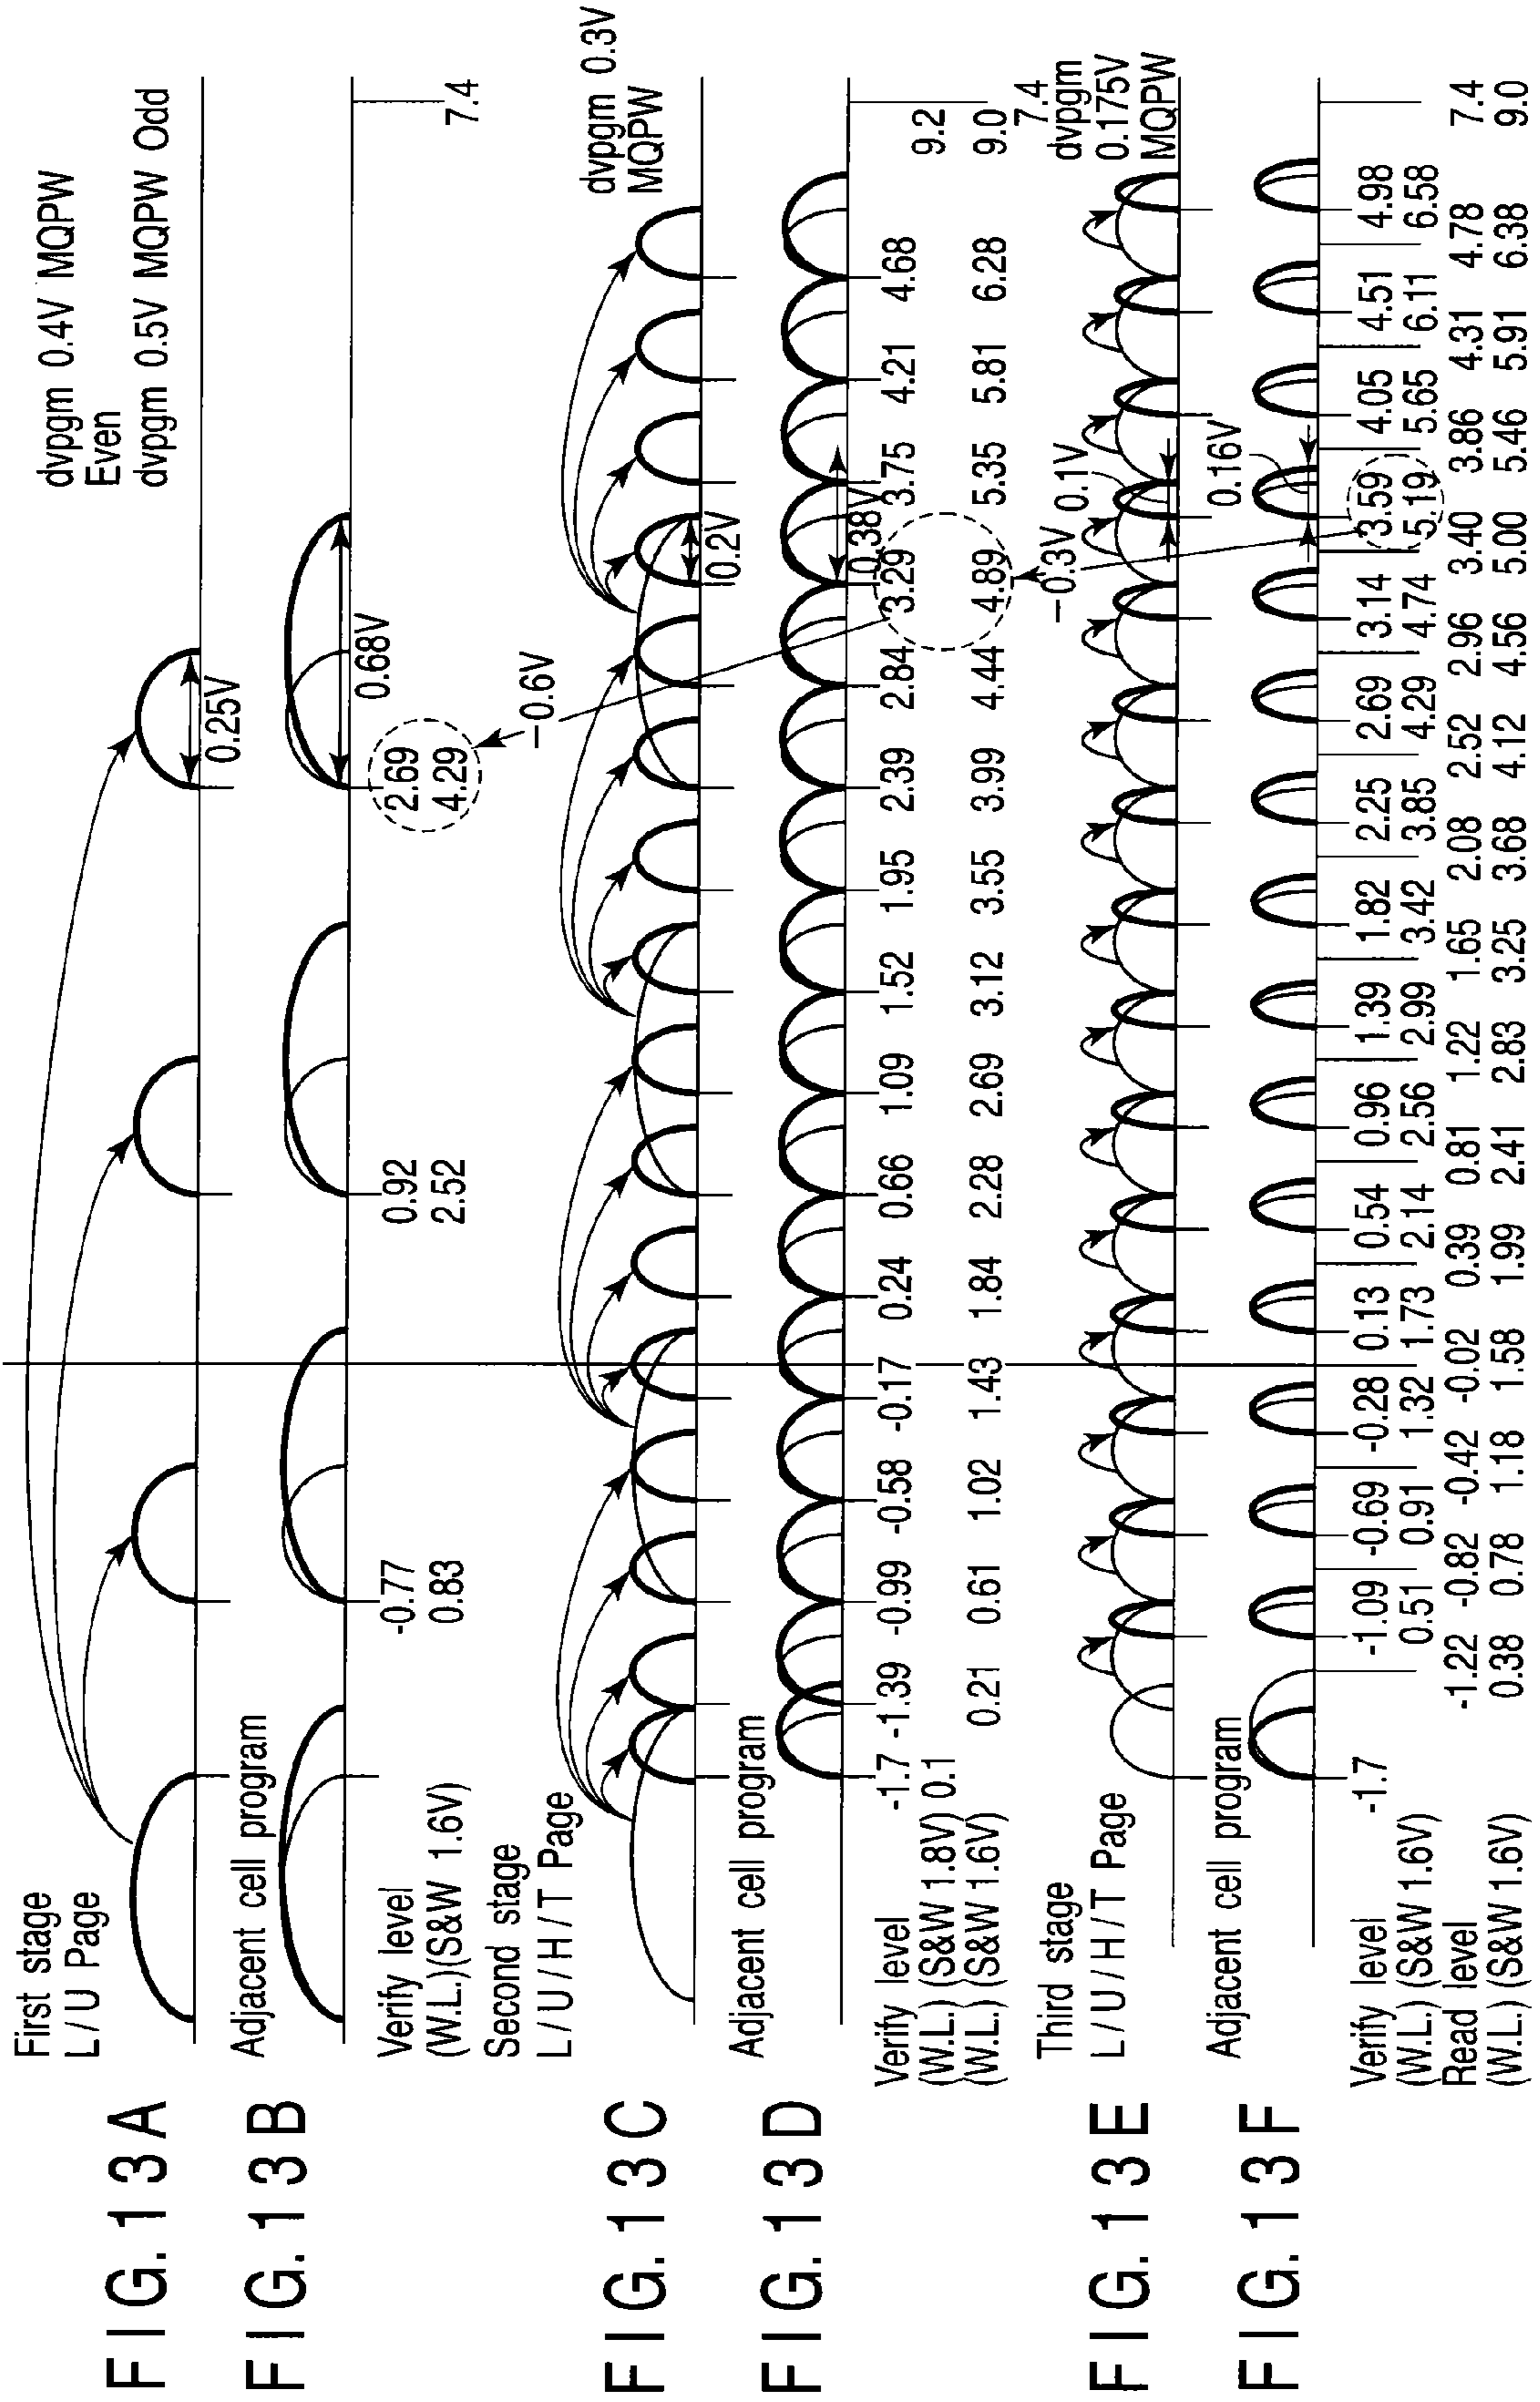 FIG. 13A
First stage
L / U Page
dvpgm 0.4V MQPW
Even
dvpgm 0.5V MQPW Odd
0.25V
FIG. 13B
Adjacent cell program
0.68V
Verify level
(W.L.)(S&W 1.6V)
-0.77 0.92 2.69 7.4
0.83 2.52 4.29
-0.6V
FIG. 13C
Second stage
L / U / H / T Page
dvpgm 0.3V
MQPW
0.2V
FIG. 13D
Adjacent cell program
0.38V
Verify level
-1.7 -1.39 -0.99 -0.58 -0.17 0.24 0.66 1.09 1.52 1.95 2.39 2.84 3.29 3.75 4.21 4.68
(W.L.) (S&W 1.8V) 0.1 9.2
(W.L.) (S&W 1.6V) 0.21 0.61 1.02 1.43 1.84 2.28 2.69 3.12 3.55 3.99 4.44 4.89 5.35 5.81 6.28 9.0
7.4
-0.3V
FIG. 13E
Third stage
L / U / H / T Page
dvpgm
0.175V
MQPW
0.1V
FIG. 13F
Adjacent cell program
0.16V
Verify level
-1.7 -1.09 -0.69 -0.28 0.13 0.54 0.96 1.39 1.82 2.25 2.69 3.14 3.59 4.05 4.51 4.98
(W.L.) (S&W 1.6V) 0.51 0.91 1.32 1.73 2.14 2.56 2.99 3.42 3.85 4.29 4.74 5.19 5.65 6.11 6.58
Read level -1.22 -0.82 -0.42 -0.02 0.39 0.81 1.22 1.65 2.08 2.52 2.96 3.40 3.86 4.31 4.78 7.4
(W.L.) (S&W 1.6V) 0.38 0.78 1.18 1.58 1.99 2.41 2.83 3.25 3.68 4.12 4.56 5.00 5.46 5.91 6.38 9.0